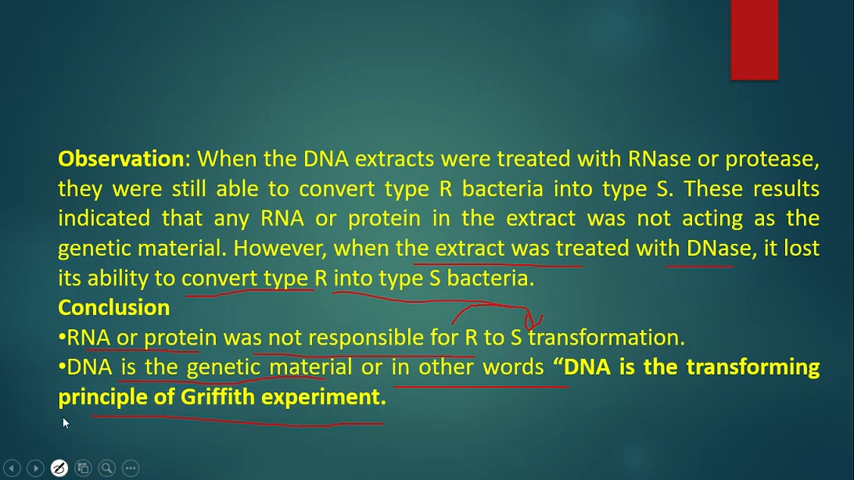 Observation: When the DNA extracts were treated with RNase or protease,
they were still able to convert type R bacteria into type S. These results
indicated that any RNA or protein in the extract was not acting as the
genetic material. However, when the extract was treated with DNase, it lost
its ability to convert type R into type S bacteria.
Conclusion
•RNA or protein was not responsible for R to S transformation.
•DNA is the genetic material or in other words “DNA is the transforming
principle of Griffith experiment.